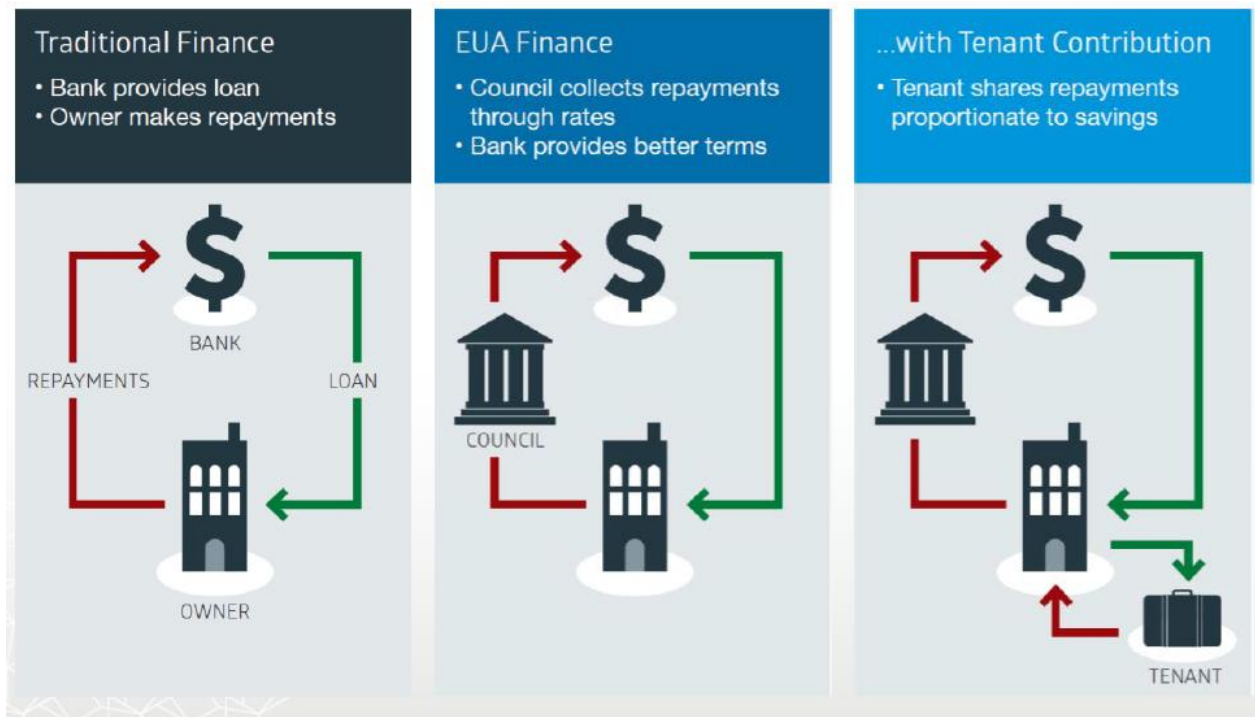 Traditional Finance
• Bank provides loan
• Owner makes repayments
$
BANK
REPAYMENTS
LOAN
OWNER
EUA Finance
• Council collects repayments
through rates
• Bank provides better terms
$
COUNCIL
...with Tenant Contribution
• Tenant shares repayments
proportionate to savings
$
TENANT